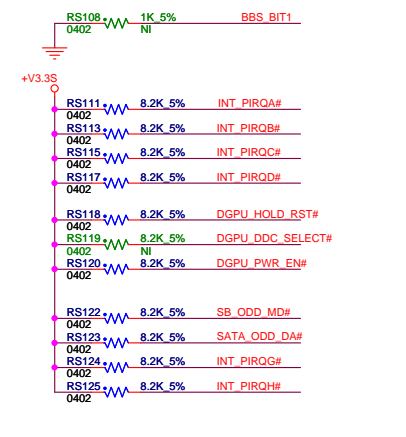 RS108 1K_5% BBS_BIT1
0402 NI
+V3.3S
RS111 8.2K_5% INT_PIRQA#
0402
RS113 8.2K_5% INT_PIRQB#
0402
RS115 8.2K_5% INT_PIRQC#
0402
RS117 8.2K_5% INT_PIRQD#
0402
RS118 8.2K_5% DGPU_HOLD_RST#
0402
RS119 8.2K_5% DGPU_DDC_SELECT#
0402 NI
RS120 8.2K_5% DGPU_PWR_EN#
0402
RS122 8.2K_5% SB_ODD_MD#
0402
RS123 8.2K_5% SATA_ODD_DA#
0402
RS124 8.2K_5% INT_PIRQG#
0402
RS125 8.2K_5% INT_PIRQH#
0402